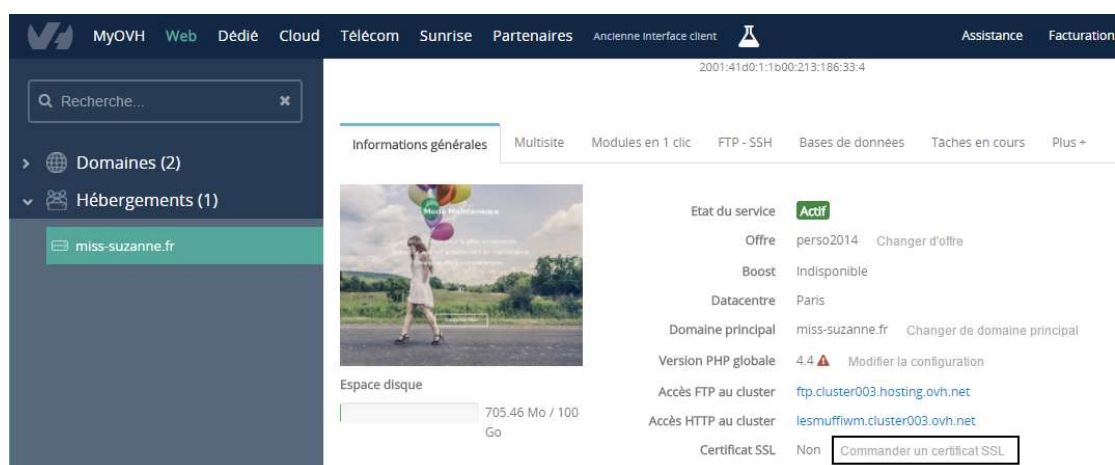 MyOVH Web Dédié Cloud Télécom Sunrise Partenaires Ancienne Interface client Assistance Facturation
2001:41d0:1:1b00:213:186:33:4
Recherche...
Domaines (2)
Hébergements (1)
miss-suzanne.fr
Informations générales Multisite Modules en 1 clic FTP - SSH Bases de données Tâches en cours Plus +
Mode Maintenance
Espace disque
705.46 Mo / 100
Go
Etat du service Actif
Offre perso2014 Changer d'offre
Boost Indisponible
Datacentre Paris
Domaine principal miss-suzanne.fr Changer de domaine principal
Version PHP globale 4.4 Modifier la configuration
Accès FTP au cluster ftp.cluster003.hosting.ovh.net
Accès HTTP au cluster lesmuffiwm.cluster003.ovh.net
Certificat SSL Non Commander un certificat SSL